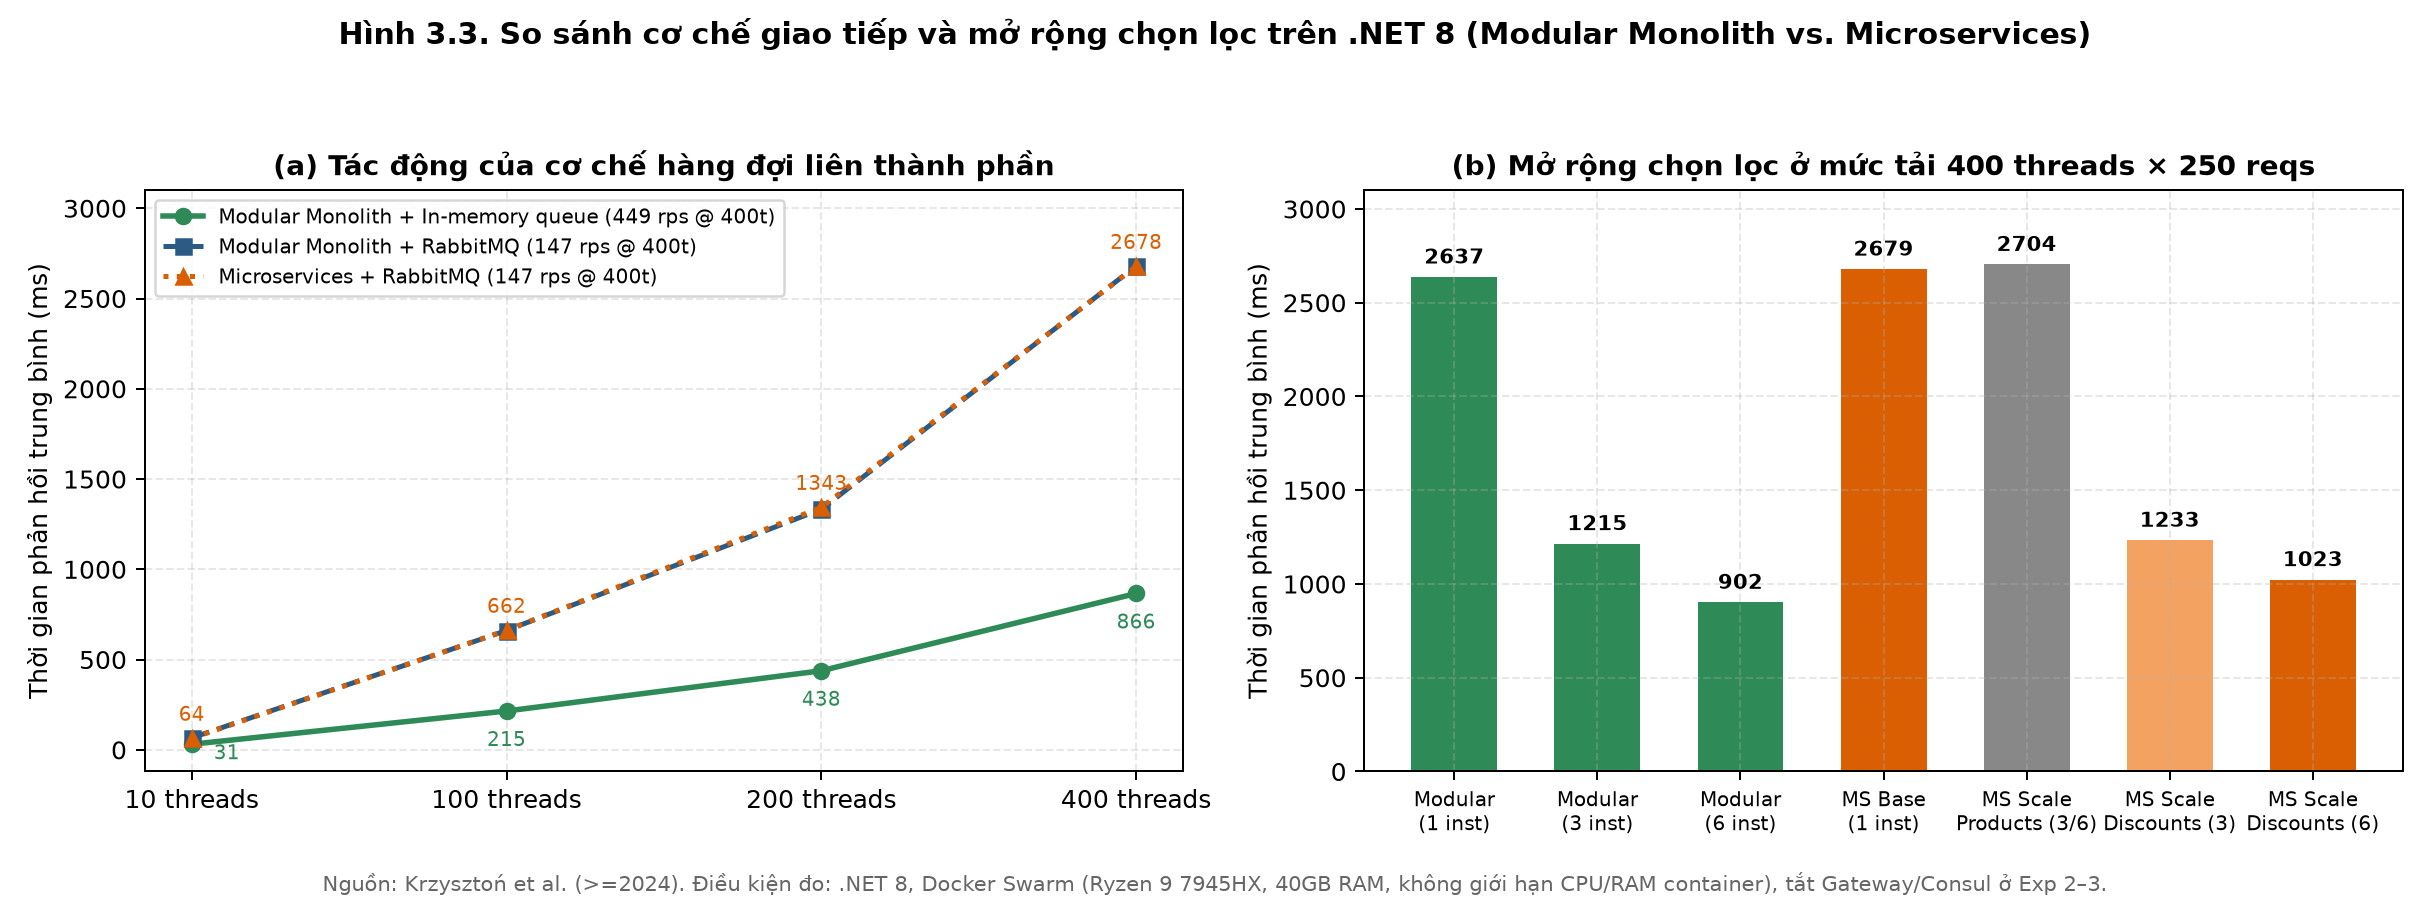 Hình 3.3. So sánh cơ chế giao tiếp và mở rộng chọn lọc trên .NET 8 (Modular Monolith vs. Microservices)
(a) Tác động của cơ chế hàng đợi liên thành phần
Thời gian phản hồi trung bình (ms)
3000
2500
2000
1500
1000
500
0
Modular Monolith + In-memory queue (449 rps @ 400t)
Modular Monolith + RabbitMQ (147 rps @ 400t)
Microservices + RabbitMQ (147 rps @ 400t)
64
662
1343
2678
31
215
438
866
10 threads
100 threads
200 threads
400 threads
(b) Mở rộng chọn lọc ở mức tải 400 threads × 250 reqs
Thời gian phản hồi trung bình (ms)
3000
2500
2000
1500
1000
500
0
2637
1215
902
2679
2704
1233
1023
Modular
(1 inst)
Modular
(3 inst)
Modular
(6 inst)
MS Base
(1 inst)
MS Scale
Products (3/6)
MS Scale
Discounts (3)
MS Scale
Discounts (6)
Nguồn: Krzysztoń et al. (>=2024). Điều kiện đo: .NET 8, Docker Swarm (Ryzen 9 7945HX, 40GB RAM, không giới hạn CPU/RAM container), tắt Gateway/Consul ở Exp 2–3.